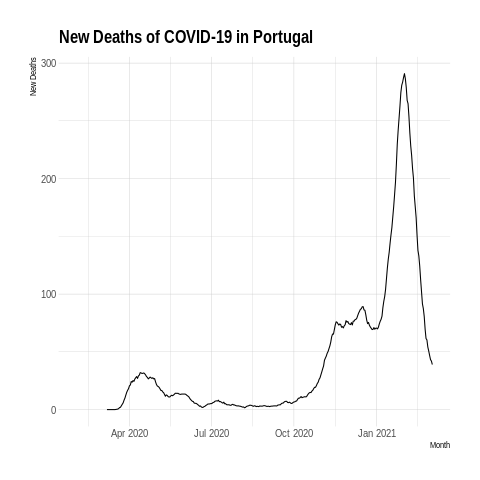 New Deaths of COVID-19 in Portugal
New Deaths
300
200
100
0
Apr 2020
Jul 2020
Oct 2020
Jan 2021
Month